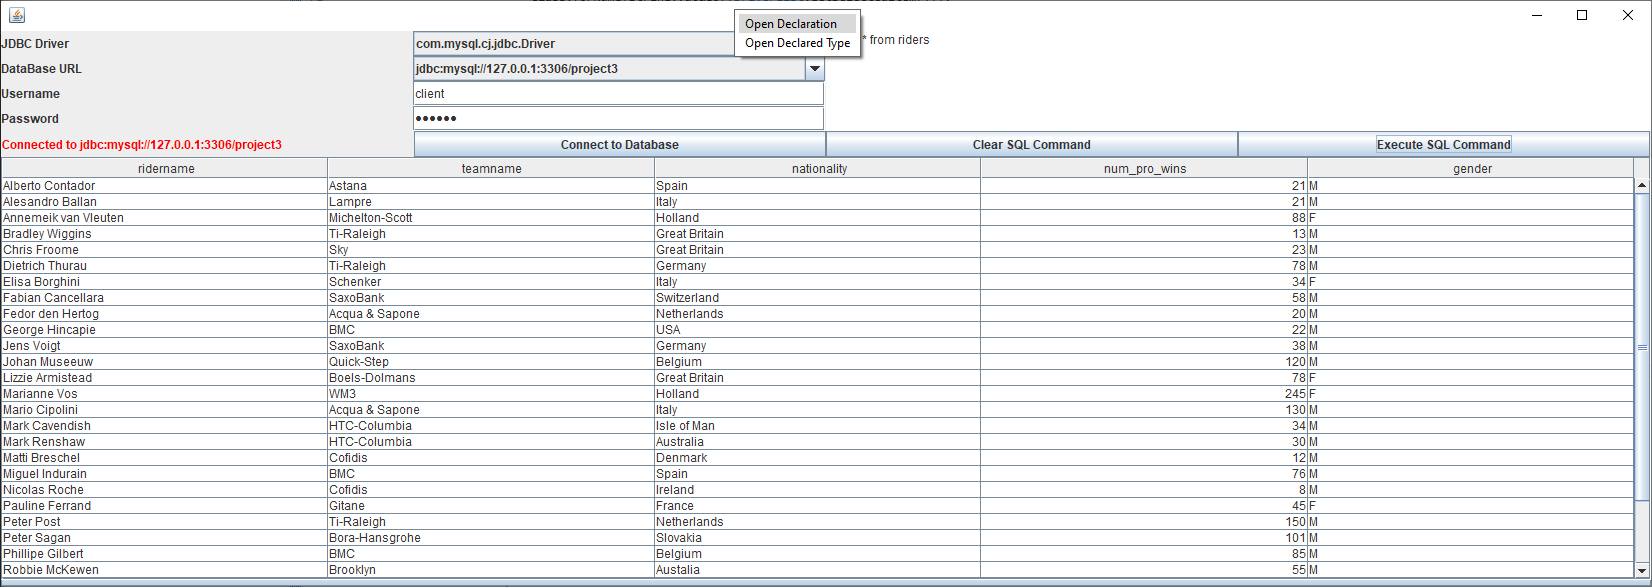 Open Declaration
Open Declared Type
JDBC Driver com.mysql.cj.jdbc.Driver * from riders
DataBase URL jdbc:mysql://127.0.0.1:3306/project3
Username client
Password ●●●●●●
Connected to jdbc:mysql://127.0.0.1:3306/project3 Connect to Database Clear SQL Command Execute SQL Command
ridername teamname nationality num_pro_wins gender
Alberto Contador Astana Spain 21 M
Alesandro Ballan Lampre Italy 21 M
Annemeik van Vleuten Michelton-Scott Holland 88 F
Bradley Wiggins Ti-Raleigh Great Britain 13 M
Chris Froome Sky Great Britain 23 M
Dietrich Thurau Ti-Raleigh Germany 78 M
Elisa Borghini Schenker Italy 34 F
Fabian Cancellara SaxoBank Switzerland 58 M
Fedor den Hertog Acqua & Sapone Netherlands 20 M
George Hincapie BMC USA 22 M
Jens Voigt SaxoBank Germany 38 M
Johan Museeuw Quick-Step Belgium 120 M
Lizzie Armistead Boels-Dolmans Great Britain 78 F
Marianne Vos WM3 Holland 245 F
Mario Cipolini Acqua & Sapone Italy 130 M
Mark Cavendish HTC-Columbia Isle of Man 34 M
Mark Renshaw HTC-Columbia Australia 30 M
Matti Breschel Cofidis Denmark 12 M
Miguel Indurain BMC Spain 76 M
Nicolas Roche Cofidis Ireland 8 M
Pauline Ferrand Gitane France 45 F
Peter Post Ti-Raleigh Netherlands 150 M
Peter Sagan Bora-Hansgrohe Slovakia 101 M
Phillipe Gilbert BMC Belgium 85 M
Robbie McKewen Brooklyn Austalia 55 M